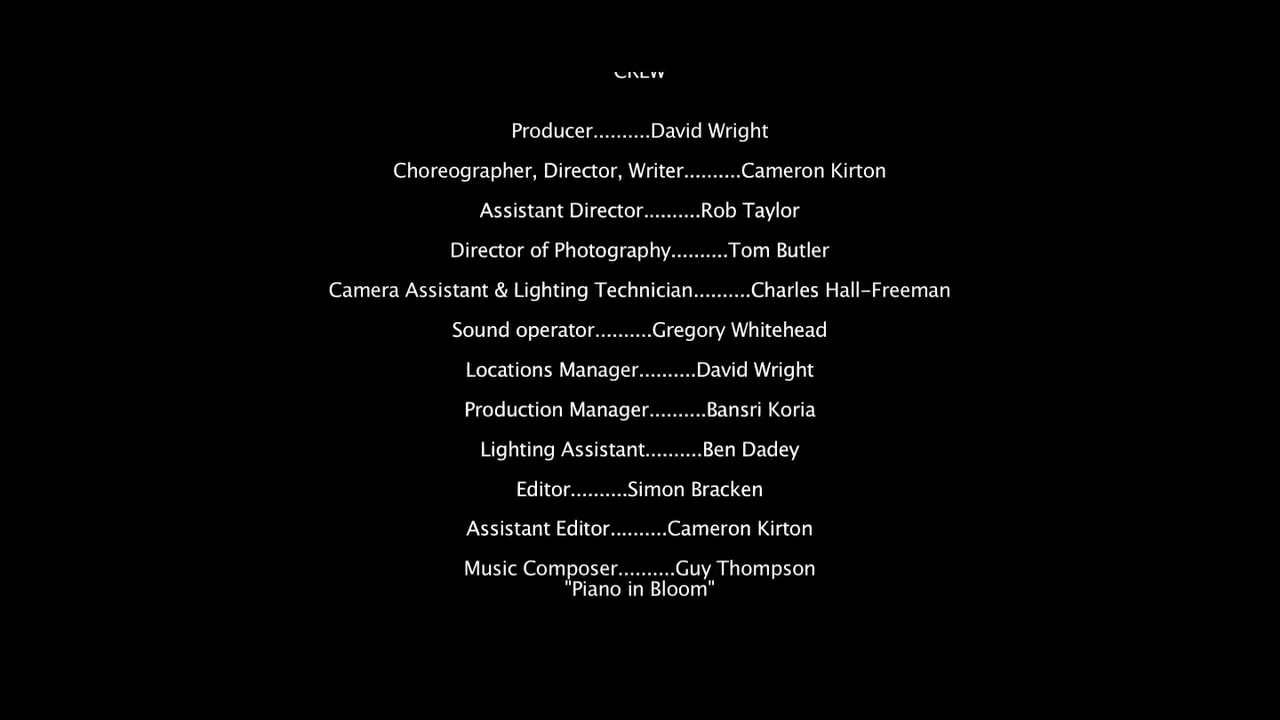 CREW
Producer..........David Wright
Choreographer, Director, Writer..........Cameron Kirton
Assistant Director..........Rob Taylor
Director of Photography..........Tom Butler
Camera Assistant & Lighting Technician..........Charles Hall-Freeman
Sound operator..........Gregory Whitehead
Locations Manager..........David Wright
Production Manager..........Bansri Koria
Lighting Assistant..........Ben Dadey
Editor..........Simon Bracken
Assistant Editor..........Cameron Kirton
Music Composer..........Guy Thompson
"Piano in Bloom"